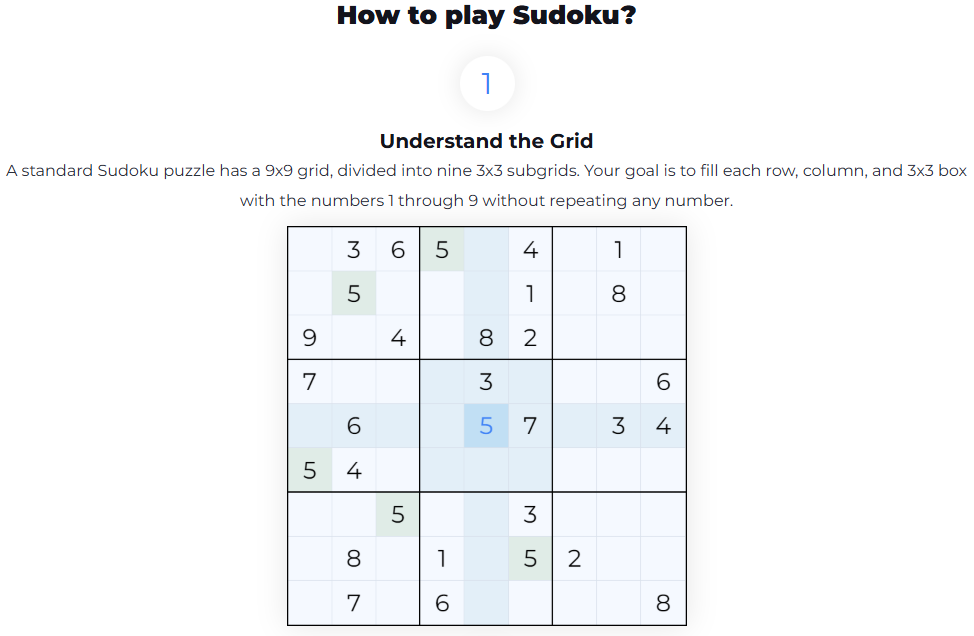 How to play Sudoku?
1
Understand the Grid
A standard Sudoku puzzle has a 9x9 grid, divided into nine 3x3 subgrids. Your goal is to fill each row, column, and 3x3 box
with the numbers 1 through 9 without repeating any number.
3 6 5 4 1
5 1 8
9 4 8 2
7 3 6
6 5 7 3 4
5 4
5 3
8 1 5 2
7 6 8